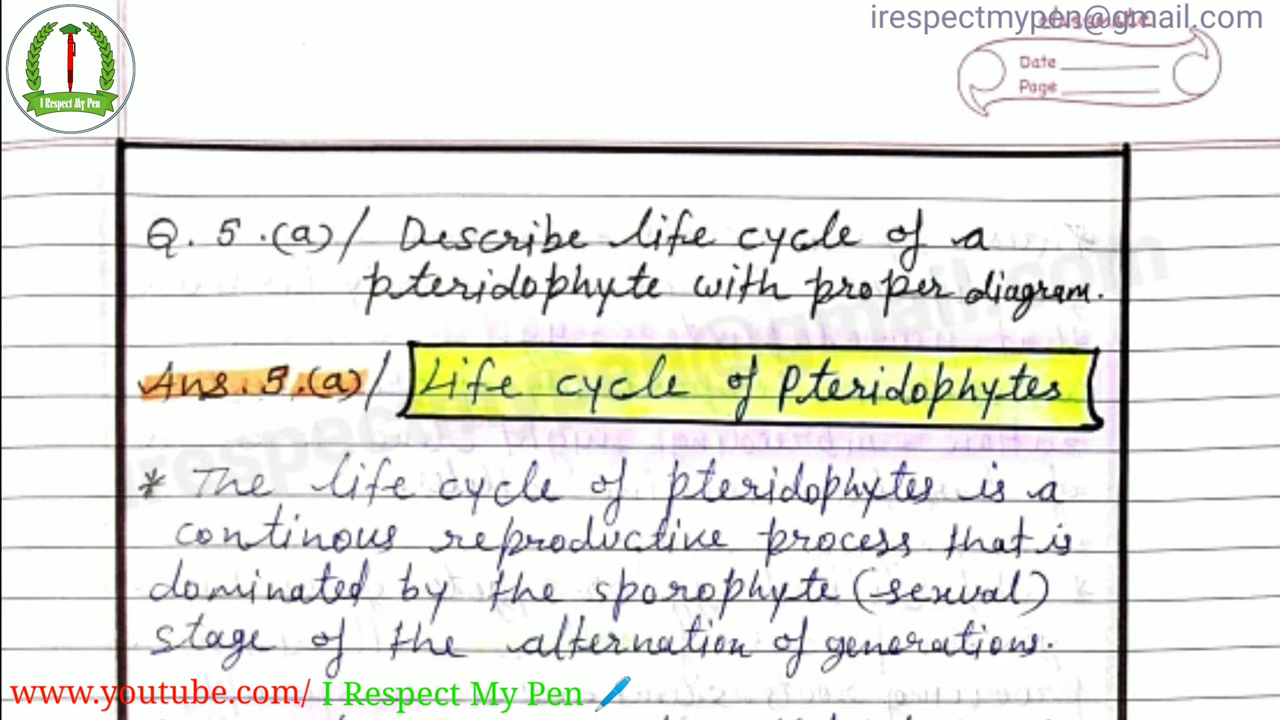 irespectmypen@gmail.com
classmate
Date
Page
I Respect My Pen
Q. 5 .(a) / Describe life cycle of a
pteridophyte with proper diagram.
Ans. 5 .(a) / Life cycle of Pteridophytes
* The life cycle of pteridophytes is a
continous reproductive process that is
dominated by the sporophyte (sexual)
stage of the alternation of generations.
www.youtube.com/ I Respect My Pen